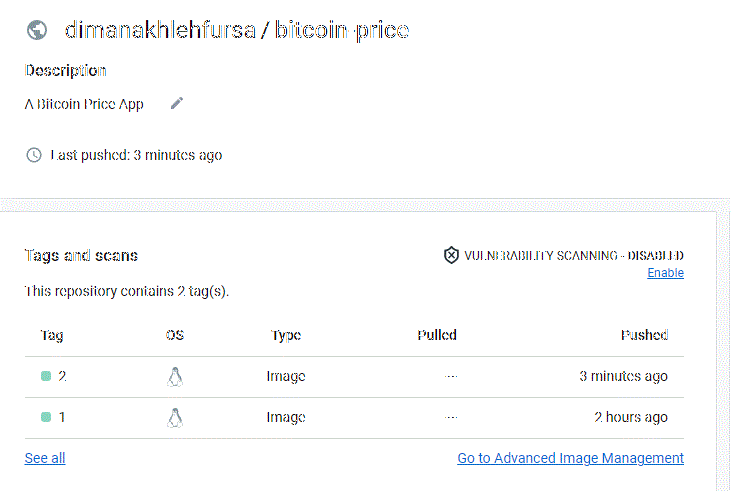 dimanakhlehfursa / bitcoin-price
Description
A Bitcoin Price App
Last pushed: 3 minutes ago
Tags and scans
VULNERABILITY SCANNING - DISABLED
Enable
This repository contains 2 tag(s).
Tag OS Type Pulled Pushed
2 Image ---- 3 minutes ago
1 Image ---- 2 hours ago
See all Go to Advanced Image Management